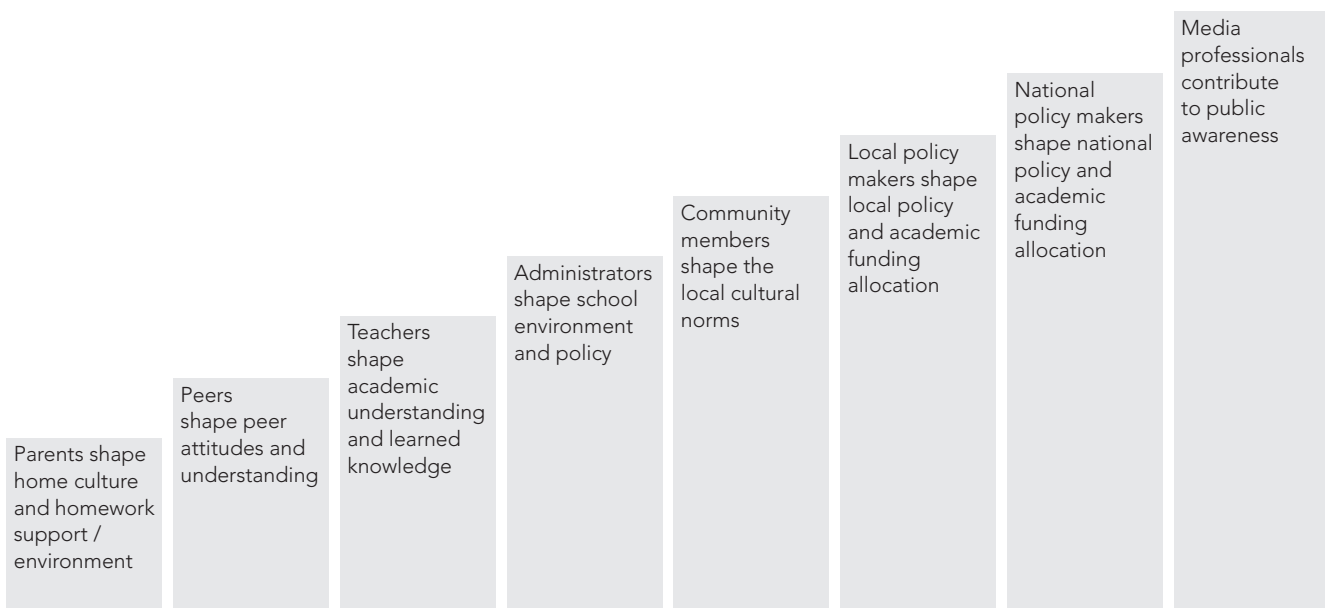 Parents shape
home culture
and homework
support /
environment
Peers
shape peer
attitudes and
understanding
Teachers
shape
academic
understanding
and learned
knowledge
Administrators
shape school
environment
and policy
Community
members
shape the
local cultural
norms
Local policy
makers shape
local policy
and academic
funding
allocation
National
policy makers
shape national
policy and
academic
funding
allocation
Media
professionals
contribute
to public
awareness